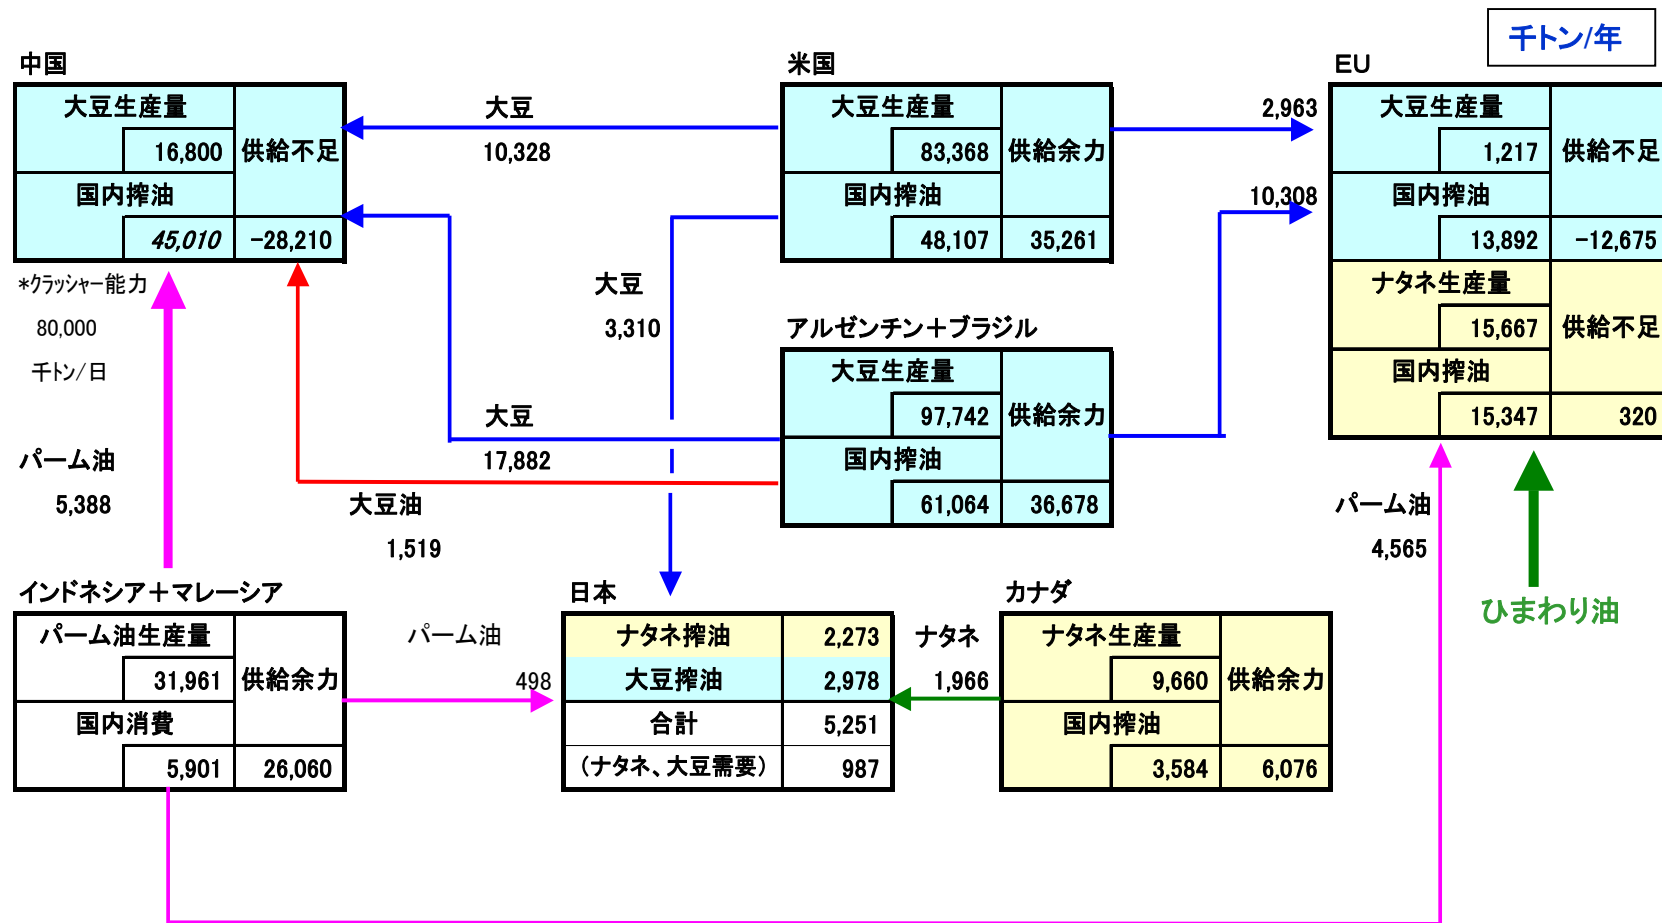 千トン/年
中国
大豆生産量
16,800
供給不足
国内搾油
45,010
-28,210
*クラッシャー能力
80,000
千トン/日
大豆
10,328
米国
大豆生産量
83,368
供給余力
国内搾油
48,107
35,261
2,963
10,308
EU
大豆生産量
1,217
供給不足
国内搾油
13,892
-12,675
ナタネ生産量
15,667
供給不足
国内搾油
15,347
320
大豆
3,310
アルゼンチン+ブラジル
大豆生産量
97,742
供給余力
国内搾油
61,064
36,678
大豆
17,882
大豆油
1,519
パーム油
5,388
パーム油
4,565
ひまわり油
インドネシア+マレーシア
パーム油生産量
31,961
供給余力
国内消費
5,901
26,060
パーム油
498
日本
ナタネ搾油 2,273
大豆搾油 2,978
合計 5,251
(ナタネ、大豆需要) 987
ナタネ
1,966
カナダ
ナタネ生産量
9,660
供給余力
国内搾油
3,584
6,076